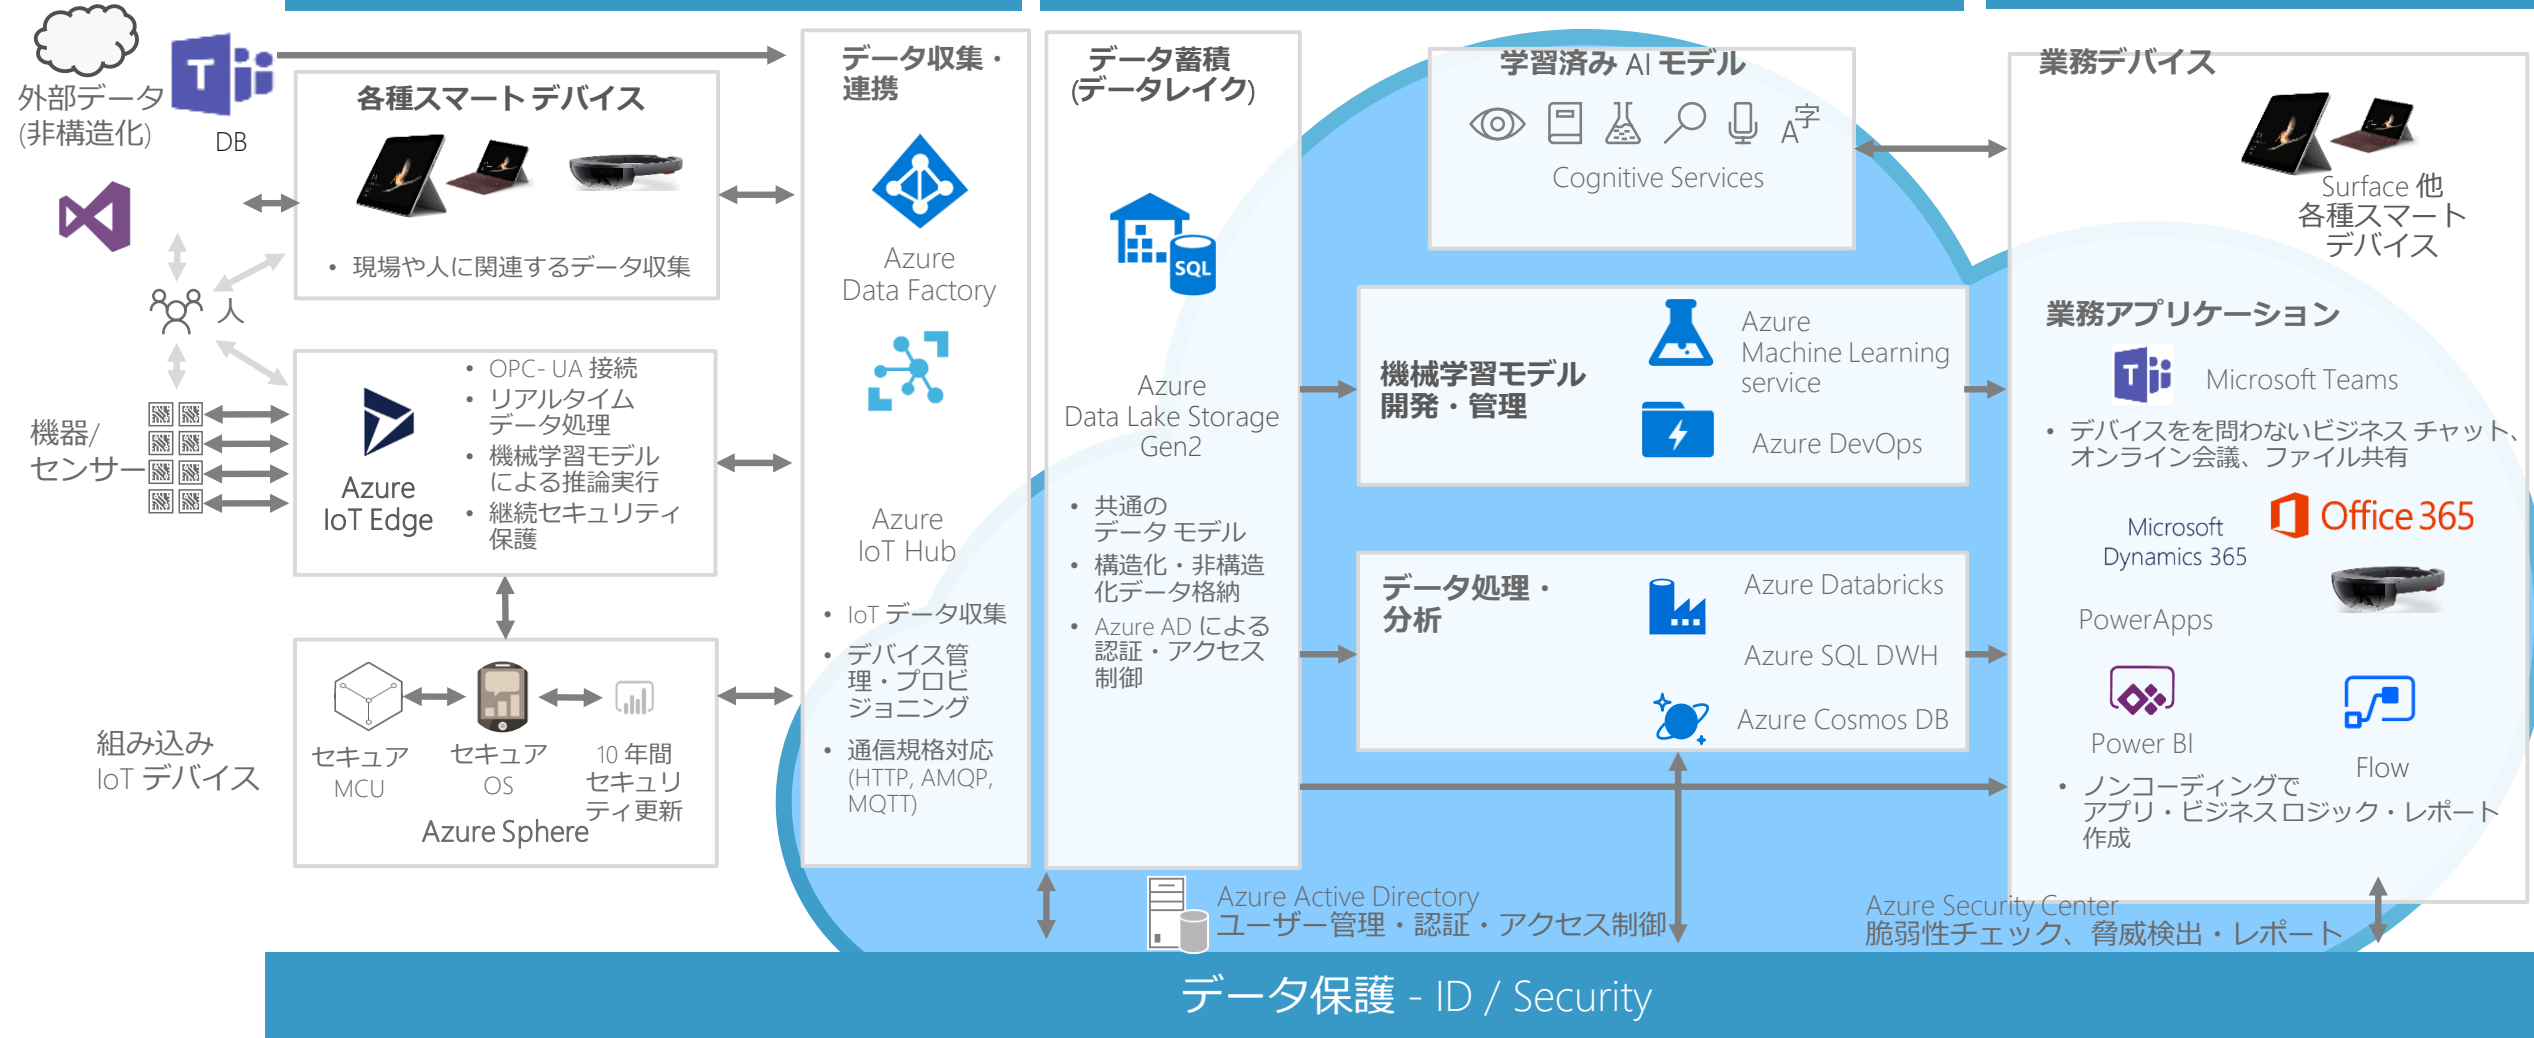 外部データ
(非構造化)
DB
人
機器/
センサー
組み込み
IoT デバイス
各種スマート デバイス
• 現場や人に関連するデータ収集
Azure
IoT Edge
• OPC- UA 接続
• リアルタイム
データ処理
• 機械学習モデル
による推論実行
• 継続セキュリティ
保護
セキュア
MCU
セキュア
OS
10 年間
セキュリ
ティ更新
Azure Sphere
データ収集・
連携
Azure
Data Factory
Azure
IoT Hub
• IoT データ収集
• デバイス管
理・プロビ
ジョニング
• 通信規格対応
(HTTP, AMQP,
MQTT)
データ蓄積
(データレイク)
SQL
Azure
Data Lake Storage
Gen2
• 共通の
データ モデル
• 構造化・非構造
化データ格納
• Azure AD による
認証・アクセス
制御
学習済み AI モデル
A字
Cognitive Services
機械学習モデル
開発・管理
Azure
Machine Learning
service
Azure DevOps
データ処理・
分析
Azure Databricks
Azure SQL DWH
Azure Cosmos DB
業務デバイス
Surface 他
各種スマート
デバイス
業務アプリケーション
Microsoft Teams
• デバイスをを問わないビジネス チャット、
オンライン会議、ファイル共有
Microsoft
Dynamics 365
Office 365
PowerApps
Power BI
Flow
• ノンコーディングで
アプリ・ビジネス ロジック・レポート
作成
Azure Active Directory
ユーザー管理・認証・アクセス制御
Azure Security Center
脆弱性チェック、脅威検出・レポート
データ保護 - ID / Security